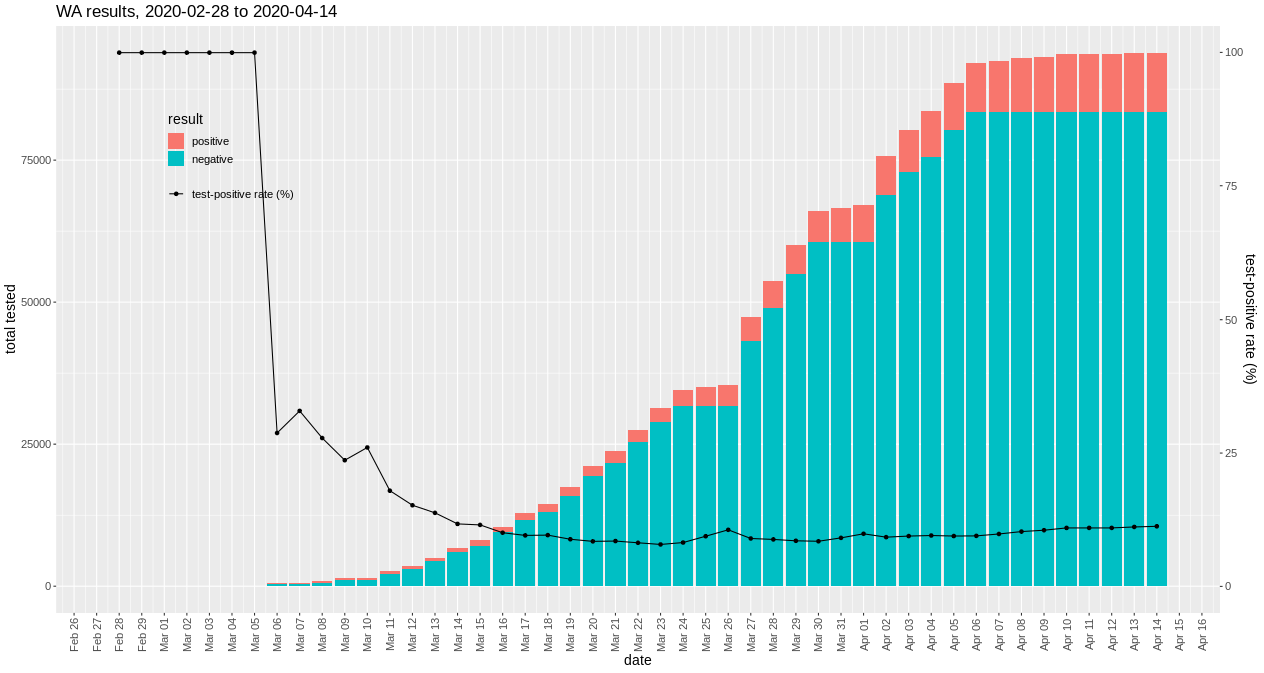 WA results, 2020-02-28 to 2020-04-14
total tested
75000
50000
25000
0
result
positive
negative
test-positive rate (%)
100
75
50
25
0
test-positive rate (%)
Feb 26
Feb 27
Feb 28
Feb 29
Mar 01
Mar 02
Mar 03
Mar 04
Mar 05
Mar 06
Mar 07
Mar 08
Mar 09
Mar 10
Mar 11
Mar 12
Mar 13
Mar 14
Mar 15
Mar 16
Mar 17
Mar 18
Mar 19
Mar 20
Mar 21
Mar 22
Mar 23
Mar 24
Mar 25
Mar 26
Mar 27
Mar 28
Mar 29
Mar 30
Mar 31
Apr 01
Apr 02
Apr 03
Apr 04
Apr 05
Apr 06
Apr 07
Apr 08
Apr 09
Apr 10
Apr 11
Apr 12
Apr 13
Apr 14
Apr 15
Apr 16
date